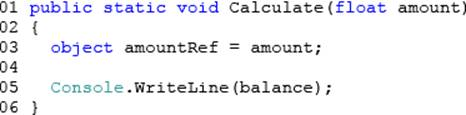 01 public static void Calculate(float amount)
02 {
03   object amountRef = amount;
04
05   Console.WriteLine(balance);
06 }